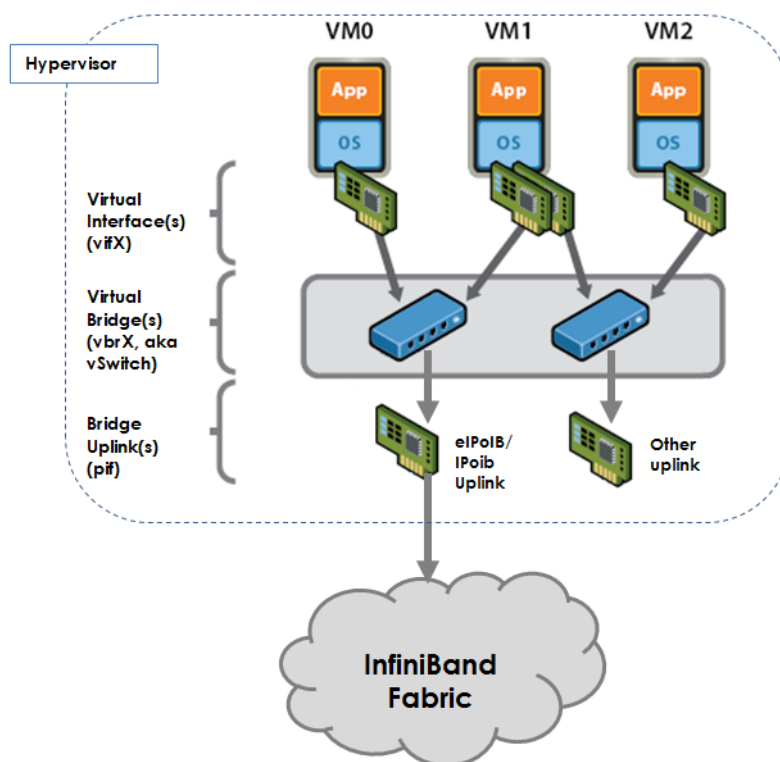 VM0 VM1 VM2
Hypervisor
App App App
OS OS OS
Virtual
Interface(s)
(vifX)
Virtual
Bridge(s)
(vbrX, aka
vSwitch)
Bridge
Uplink(s)
(pif)
eIPoIB/
IPoib
Uplink
Other
uplink
InfiniBand
Fabric